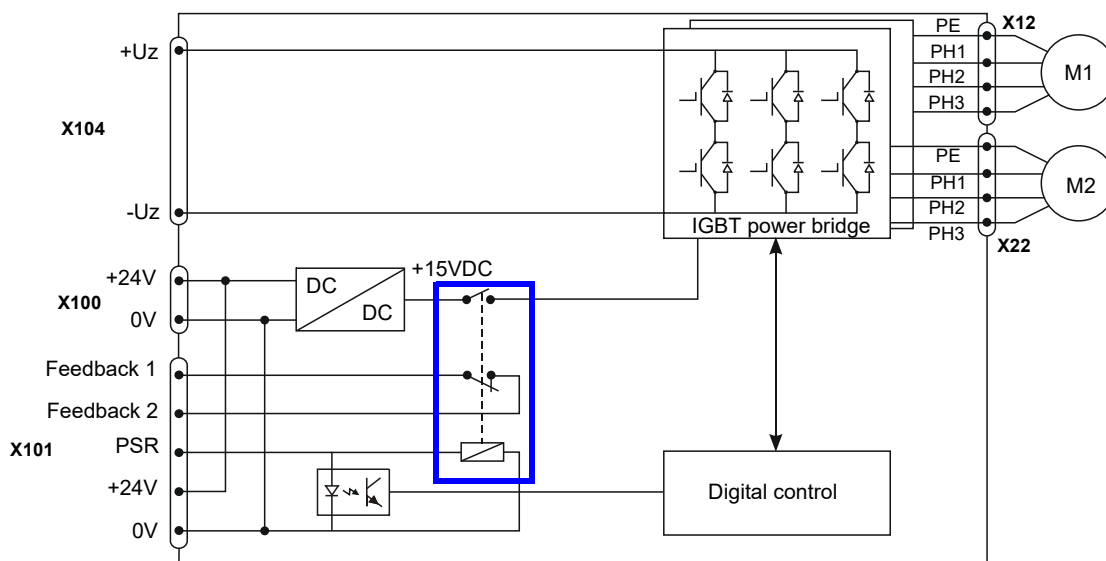 +Uz
X104
-Uz
+24V
X100
0V
Feedback 1
Feedback 2
X101
PSR
+24V
0V
DC
DC
+15VDC
IGBT power bridge
Digital control
PE
X12
PH1
PH2
PH3
M1
PE
PH1
PH2
PH3
M2
X22